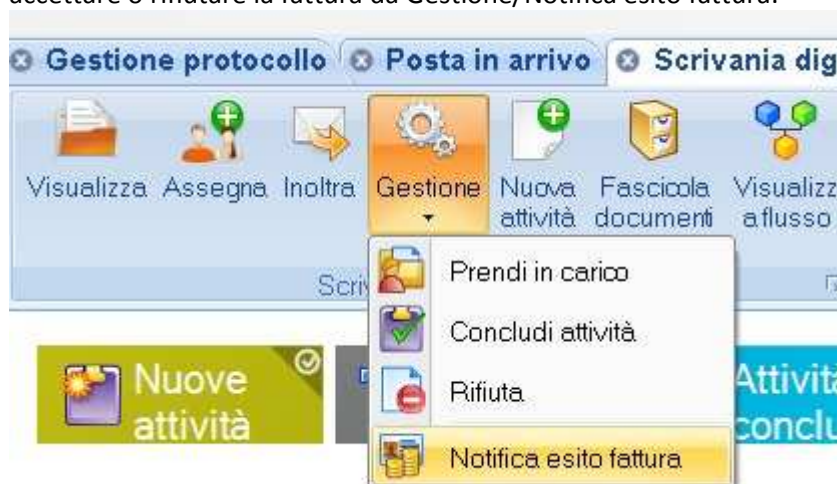 accettare o rifiutare la fattura da Gestione/Notifica esito fattura.
Gestione protocollo Posta in arrivo Scrivania dig
Visualizza Assegna Inoltra Gestione Nuova attività Fascicola documenti Visualizz a flusso
Scriv
Prendi in carico
Concludi attività
Rifiuta
Notifica esito fattura
Nuove
attività
Attivita
conclu